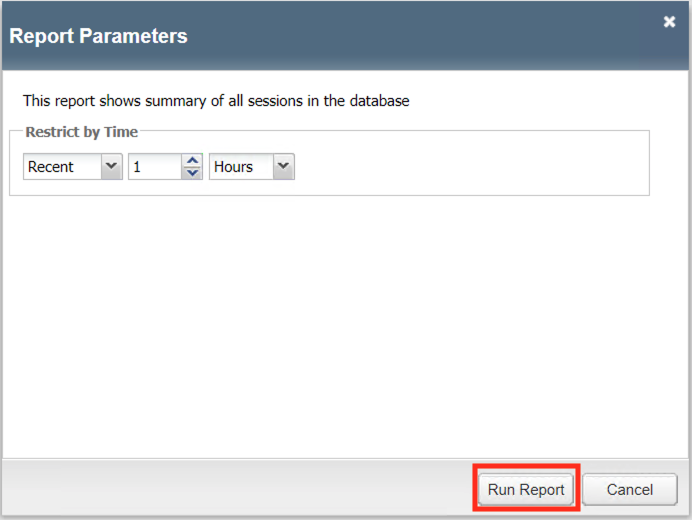 Report Parameters
This report shows summary of all sessions in the database
Restrict by Time
Recent 1 Hours
Run Report Cancel